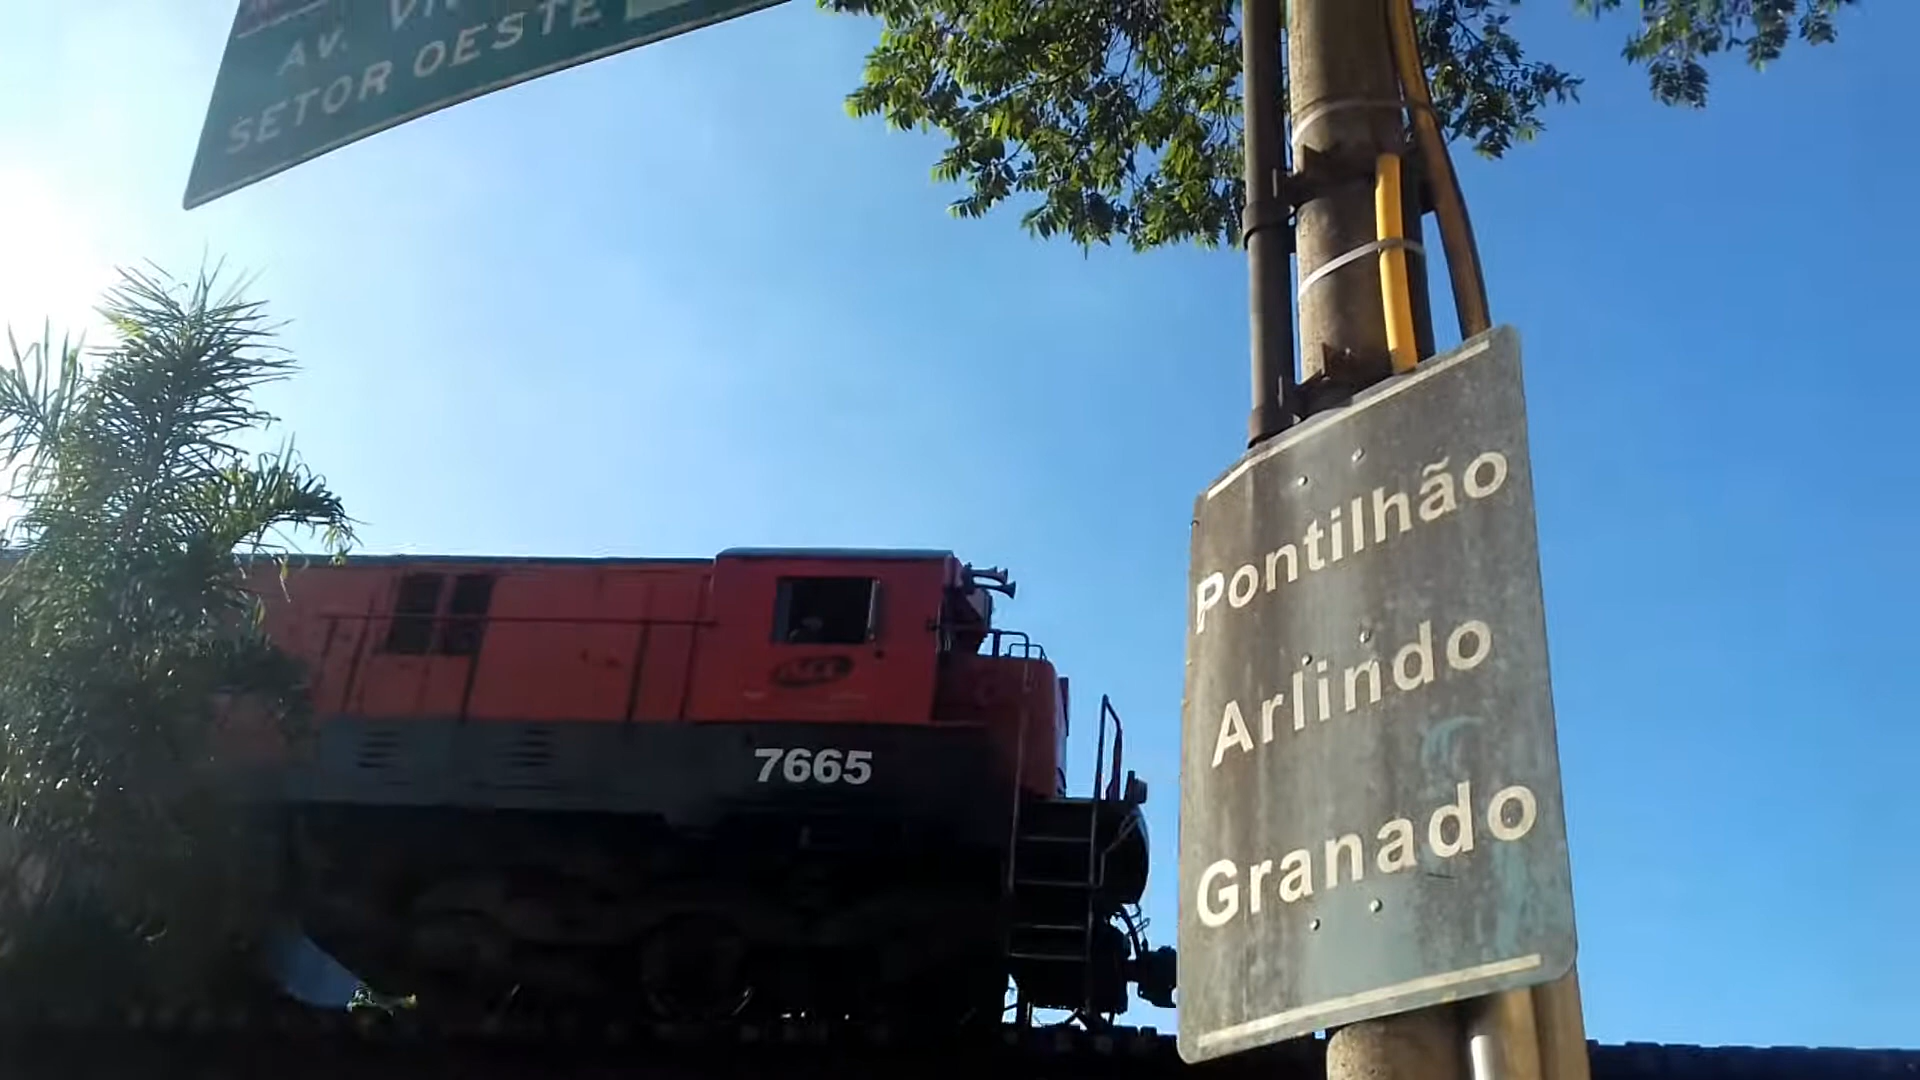 AV.
SETOR OESTE
7665
Pontilhão
Arlindo
Granado